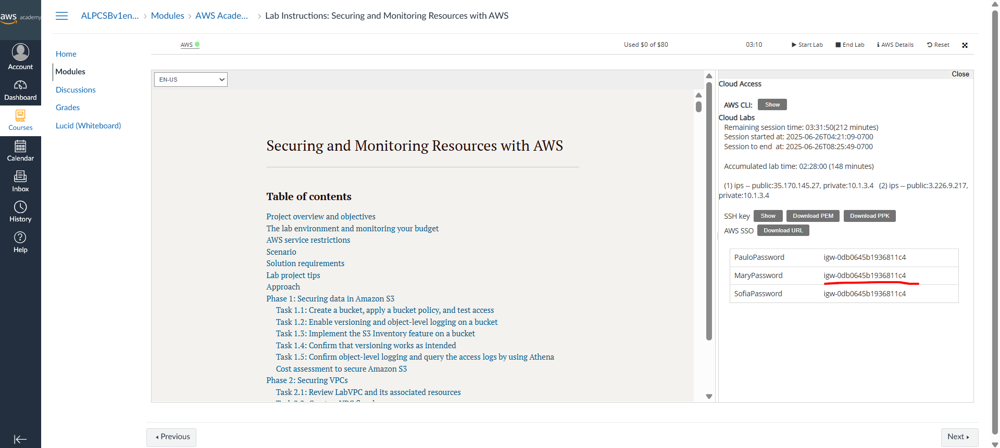 aws academy
Account
Dashboard
Courses
Calendar
Inbox
History
Help
ALPCSBv1en... > Modules > AWS Acade... > Lab Instructions: Securing and Monitoring Resources with AWS
Home
Modules
Discussions
Grades
Lucid (Whiteboard)
AWS
Used $0 of $80
03:10
Start Lab
End Lab
AWS Details
Reset
EN-US
Securing and Monitoring Resources with AWS
Table of contents
Project overview and objectives
The lab environment and monitoring your budget
AWS service restrictions
Scenario
Solution requirements
Lab project tips
Approach
Phase 1: Securing data in Amazon S3
Task 1.1: Create a bucket, apply a bucket policy, and test access
Task 1.2: Enable versioning and object-level logging on a bucket
Task 1.3: Implement the S3 Inventory feature on a bucket
Task 1.4: Confirm that versioning works as intended
Task 1.5: Confirm object-level logging and query the access logs by using Athena
Cost assessment to secure Amazon S3
Phase 2: Securing VPCs
Task 2.1: Review LabVPC and its associated resources
Close
Cloud Access
AWS CLI: Show
Cloud Labs
Remaining session time: 03:31:50(212 minutes)
Session started at: 2025-06-26T04:21:09-0700
Session to end at: 2025-06-26T08:25:49-0700
Accumulated lab time: 02:28:00 (148 minutes)
(1) ips -- public:35.170.145.27, private:10.1.3.4 (2) ips -- public:3.226.9.217,
private:10.1.3.4
SSH key Show Download PEM Download PPK
AWS SSO Download URL
PauloPassword igw-0db0645b1936811c4
MaryPassword igw-0db0645b1936811c4
SofiaPassword igw-0db0645b1936811c4
Previous
Next